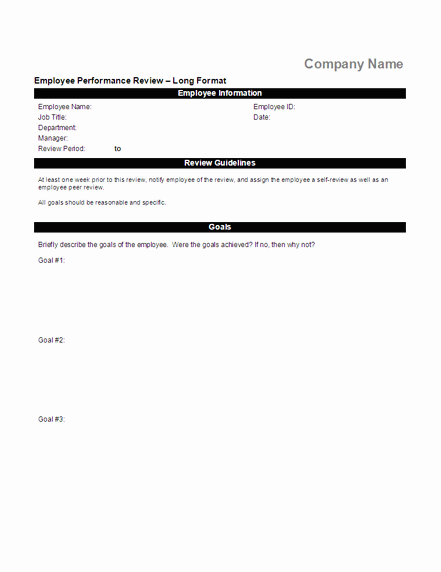 Company Name
Employee Performance Review – Long Format
Employee Information
Employee Name: Employee ID:
Job Title: Date:
Department:
Manager:
Review Period: to
Review Guidelines
At least one week prior to this review, notify employee of the review, and assign the employee a self-review as well as an
employee peer review.
All goals should be reasonable and specific.
Goals
Briefly describe the goals of the employee. Were the goals achieved? If no, then why not?
Goal #1:
Goal #2:
Goal #3: